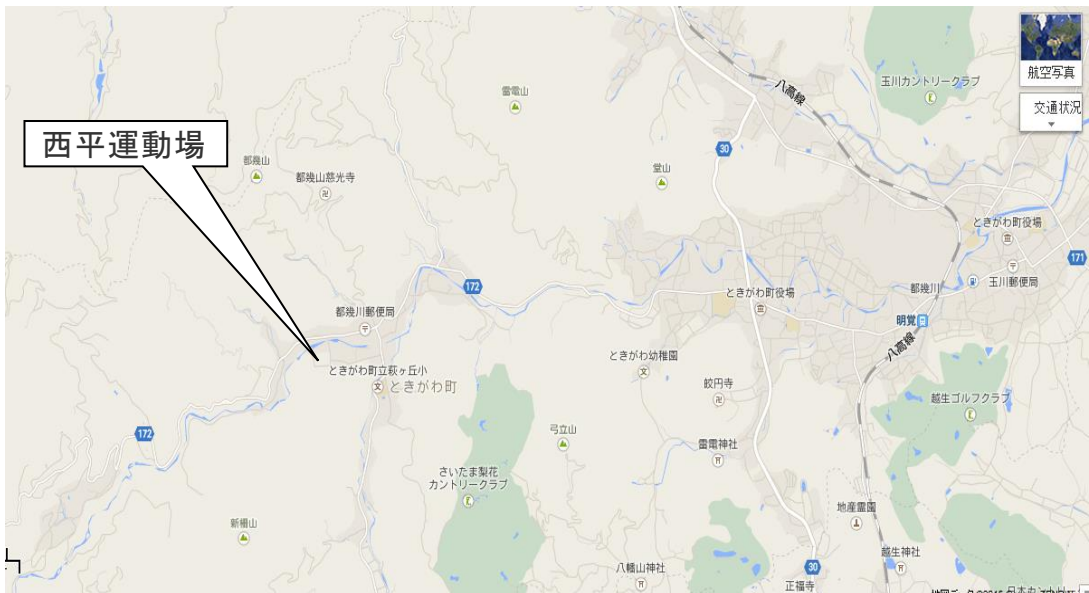 航空写真
交通状況
玉川カントリークラブ
八高線
雷電山
30
西平運動場
都幾山
都幾山慈光寺
堂山
ときがわ町役場
171
玉川郵便局
都幾川
172
ときがわ町役場
明覚
都幾川郵便局
八高線
ときがわ町立萩ヶ丘小
ときがわ町
ときがわ幼稚園
皎円寺
越生ゴルフクラブ
172
弓立山
雷電神社
さいたま梨花
カントリークラブ
地産霊園
新柵山
越生神社
八幡山神社
30
正福寺